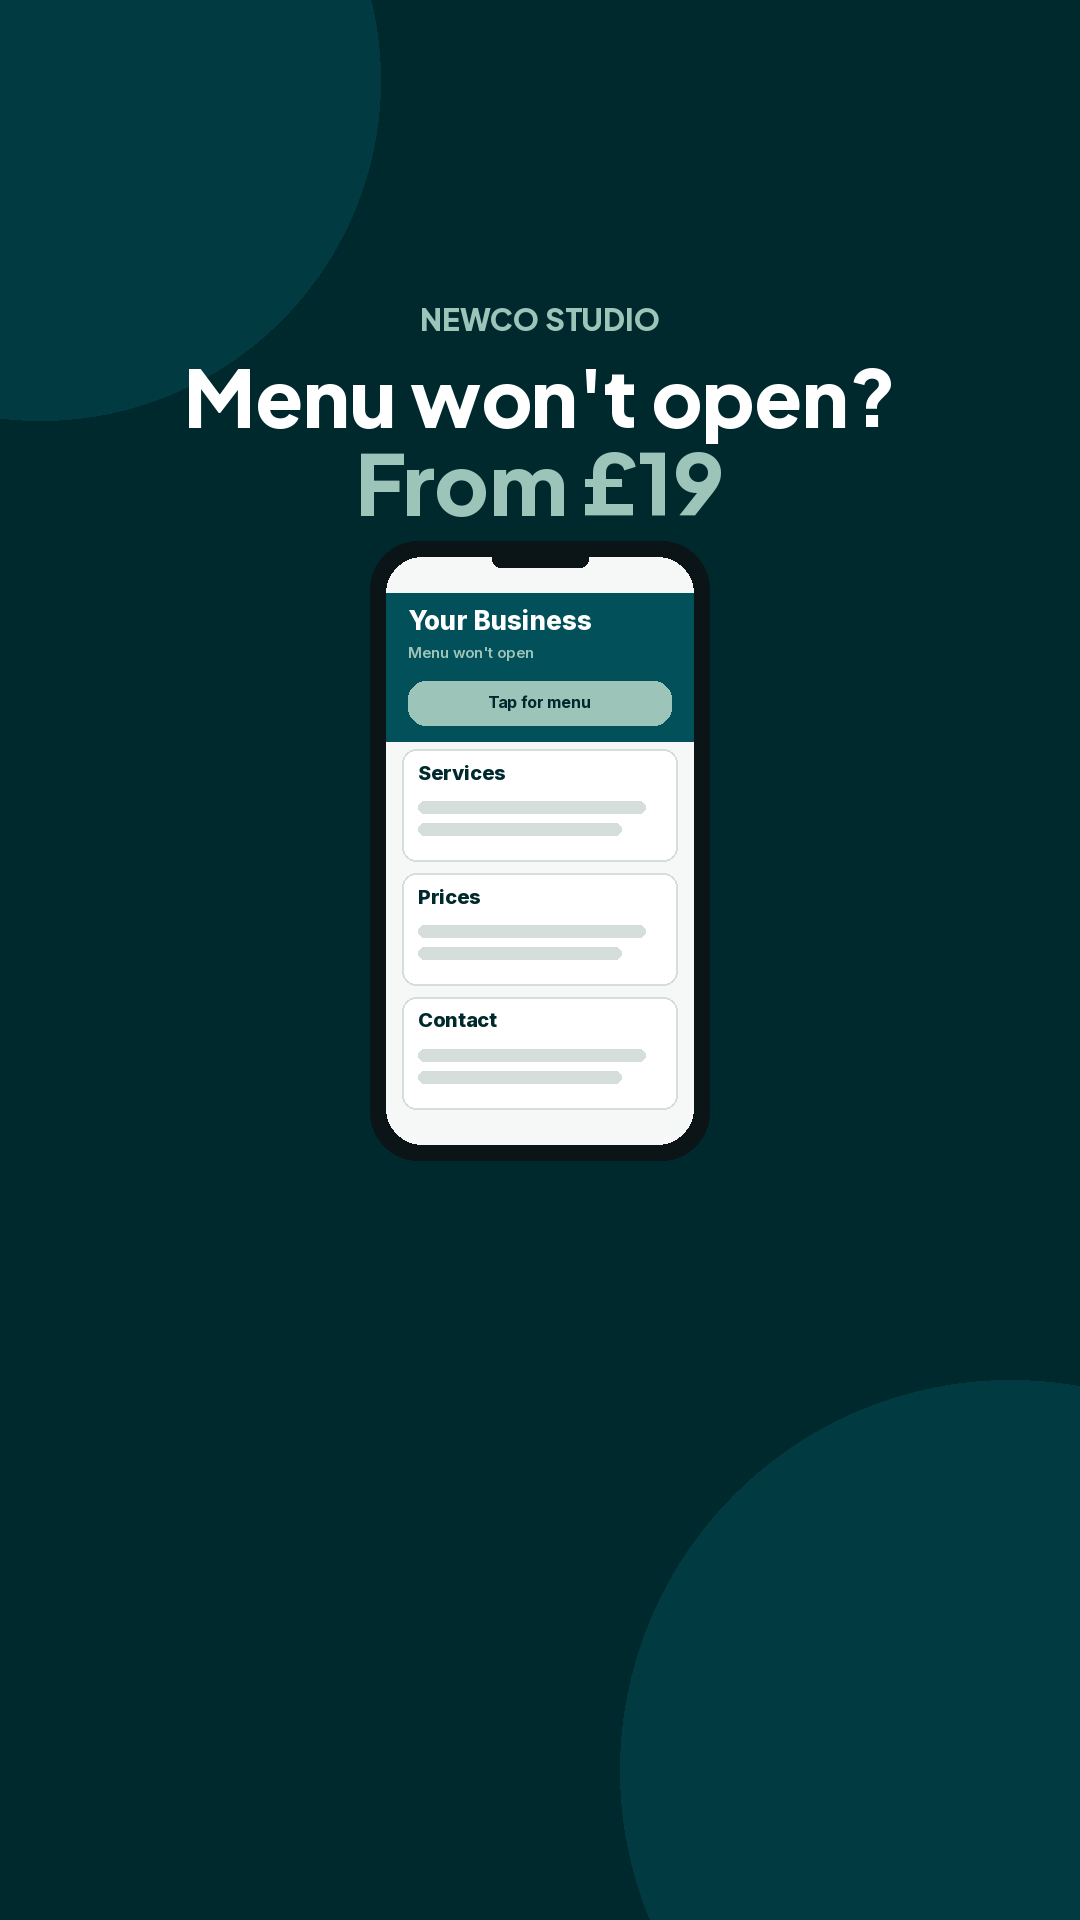 NEWCO STUDIO
Menu won't open?
From £19
Your Business
Menu won't open
Tap for menu
Services
Prices
Contact